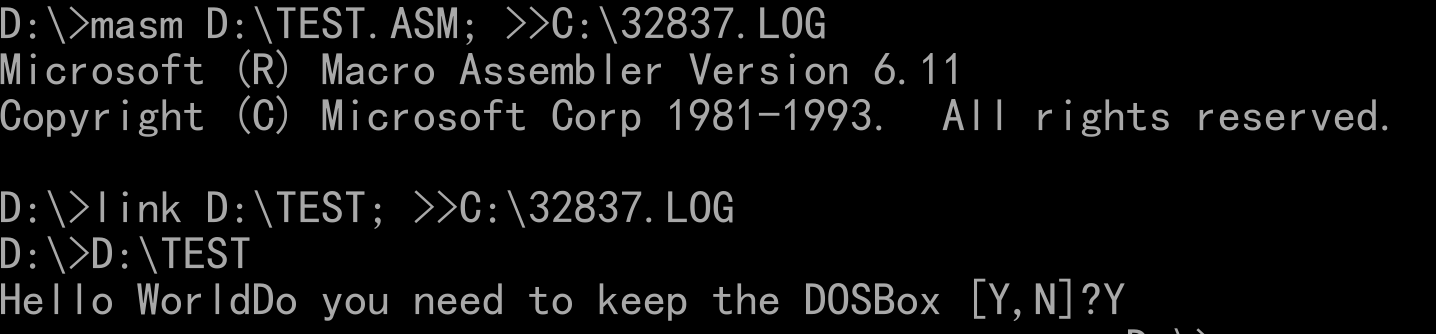 D:\>masm D:\TEST.ASM; >>C:\32837.LOG
Microsoft (R) Macro Assembler Version 6.11
Copyright (C) Microsoft Corp 1981-1993.  All rights reserved.
D:\>link D:\TEST; >>C:\32837.LOG
D:\>D:\TEST
Hello WorldDo you need to keep the DOSBox [Y,N]?Y